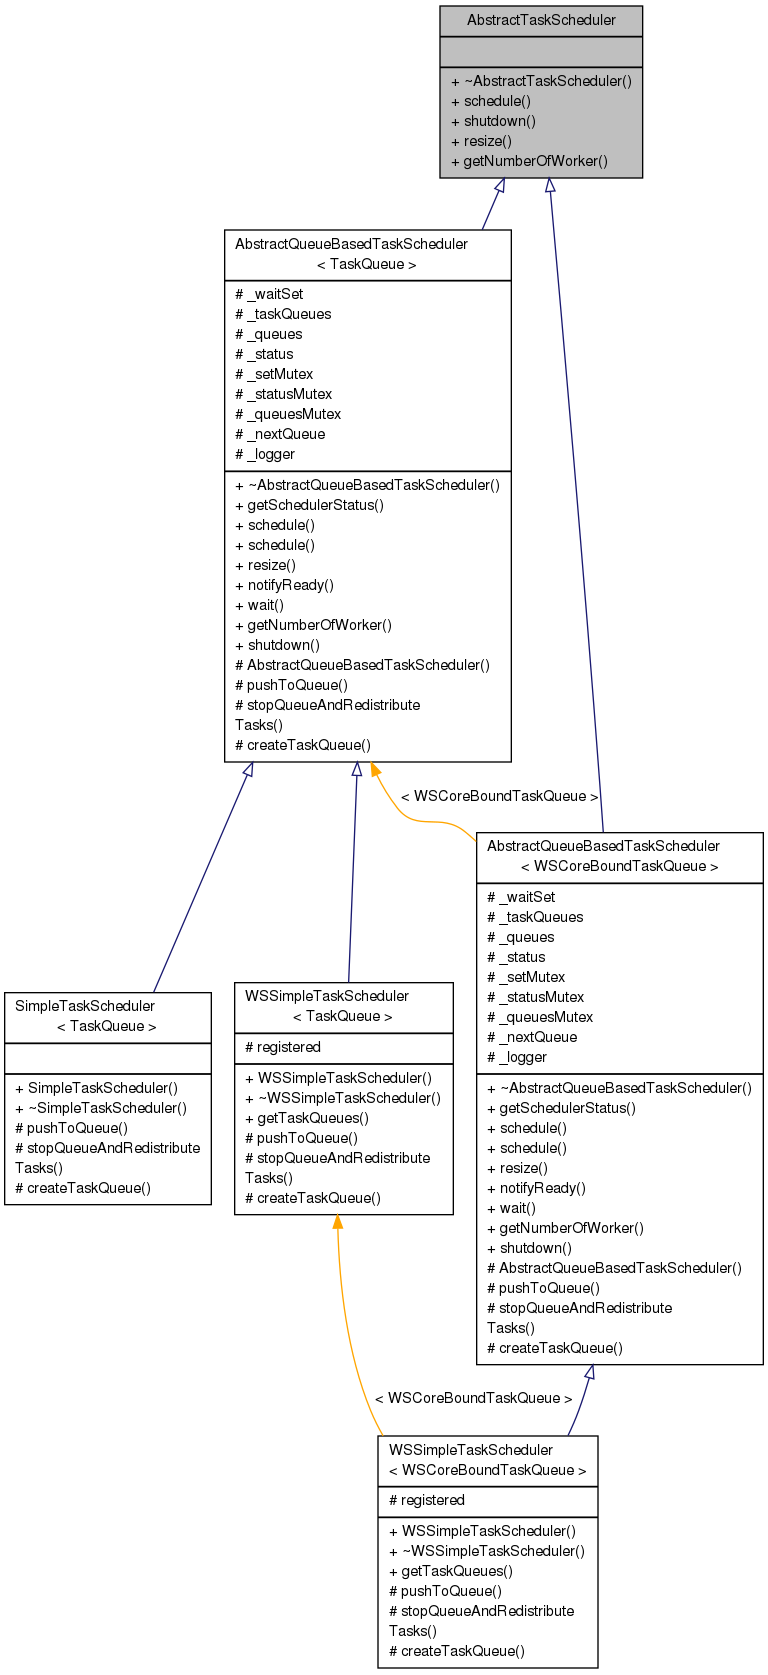 AbstractTaskScheduler
+ ~AbstractTaskScheduler()
+ schedule()
+ shutdown()
+ resize()
+ getNumberOfWorker()
AbstractQueueBasedTaskScheduler
< TaskQueue >
# _waitSet
# _taskQueues
# _queues
# _status
# _setMutex
# _statusMutex
# _queuesMutex
# _nextQueue
# _logger
+ ~AbstractQueueBasedTaskScheduler()
+ getSchedulerStatus()
+ schedule()
+ schedule()
+ resize()
+ notifyReady()
+ wait()
+ getNumberOfWorker()
+ shutdown()
# AbstractQueueBasedTaskScheduler()
# pushToQueue()
# stopQueueAndRedistribute
Tasks()
# createTaskQueue()
< WSCoreBoundTaskQueue >
AbstractQueueBasedTaskScheduler
< WSCoreBoundTaskQueue >
# _waitSet
# _taskQueues
# _queues
# _status
# _setMutex
# _statusMutex
# _queuesMutex
# _nextQueue
# _logger
+ ~AbstractQueueBasedTaskScheduler()
+ getSchedulerStatus()
+ schedule()
+ schedule()
+ resize()
+ notifyReady()
+ wait()
+ getNumberOfWorker()
+ shutdown()
# AbstractQueueBasedTaskScheduler()
# pushToQueue()
# stopQueueAndRedistribute
Tasks()
# createTaskQueue()
SimpleTaskScheduler
< TaskQueue >
+ SimpleTaskScheduler()
+ ~SimpleTaskScheduler()
# pushToQueue()
# stopQueueAndRedistribute
Tasks()
# createTaskQueue()
WSSimpleTaskScheduler
< TaskQueue >
# registered
+ WSSimpleTaskScheduler()
+ ~WSSimpleTaskScheduler()
+ getTaskQueues()
# pushToQueue()
# stopQueueAndRedistribute
Tasks()
# createTaskQueue()
< WSCoreBoundTaskQueue >
WSSimpleTaskScheduler
< WSCoreBoundTaskQueue >
# registered
+ WSSimpleTaskScheduler()
+ ~WSSimpleTaskScheduler()
+ getTaskQueues()
# pushToQueue()
# stopQueueAndRedistribute
Tasks()
# createTaskQueue()